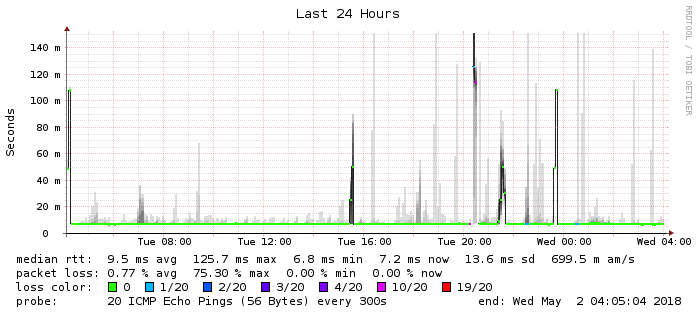 Last 24 Hours
RRDTOOL / TOBI OETIKER
Seconds
140 m
120 m
100 m
80 m
60 m
40 m
20 m
0
Tue 08:00 Tue 12:00 Tue 16:00 Tue 20:00 Wed 00:00 Wed 04:00
median rtt: 9.5 ms avg 125.7 ms max 6.8 ms min 7.2 ms now 13.6 ms sd 699.5 m am/s
packet loss: 0.77 % avg 75.30 % max 0.00 % min 0.00 % now
loss color: 0 1/20 2/20 3/20 4/20 10/20 19/20
probe: 20 ICMP Echo Pings (56 Bytes) every 300s end: Wed May 2 04:05:04 2018